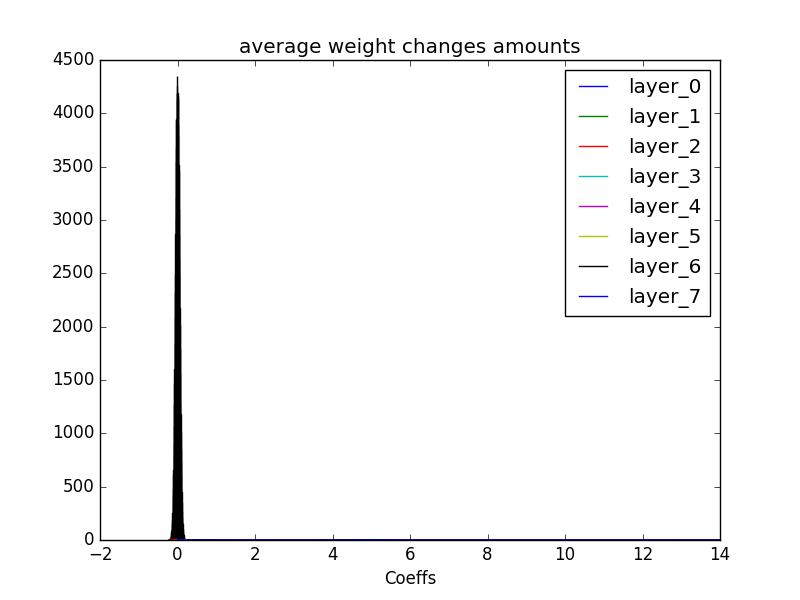 average weight changes amounts
4500
4000
3500
3000
2500
2000
1500
1000
500
0
−2 0 2 4 6 8 10 12 14
Coeffs
layer_0
layer_1
layer_2
layer_3
layer_4
layer_5
layer_6
layer_7